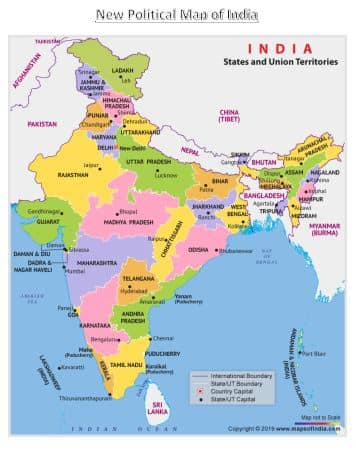 New Political Map of India
INDIA
States and Union Territories
TAJIKISTAN
AFGHANISTAN
PAKISTAN
CHINA
(TIBET)
NEPAL
BHUTAN
BANGLADESH
MYANMAR
(BURMA)
SRI
LANKA
LADAKH
Leh
Srinagar
JAMMU &
KASHMIR
Jammu
HIMACHAL
PRADESH
Shimla
PUNJAB
Chandigarh
Dehradun
UTTARAKHAND
HARYANA
DELHI
New Delhi
Jaipur
RAJASTHAN
UTTAR PRADESH
Lucknow
BIHAR
Patna
SIKKIM
Gangtok
ARUNACHAL
PRADESH
Itanagar
Dispur
ASSAM
NAGALAND
Kohima
Shillong
MEGHALAYA
Imphal
MANIPUR
Agartala
TRIPURA
Aizawl
MIZORAM
Gandhinagar
GUJARAT
Bhopal
MADHYA PRADESH
JHARKHAND
Ranchi
WEST
BENGAL
Kolkata
Raipur
CHHATTISGARH
ODISHA
Bhubaneswar
Daman
Silvassa
DAMAN & DIU
DADRA &
NAGAR HAVELI
Mumbai
MAHARASHTRA
TELANGANA
Hyderabad
Amaravati
Yanam
(Puducherry)
ANDHRA
PRADESH
Panaji
GOA
KARNATAKA
Bengaluru
Chennai
Mahe
(Puducherry)
PUDUCHERRY
Karaikal
(Puducherry)
TAMIL NADU
KERALA
Thiruvananthapuram
LAKSHADWEEP
(INDIA)
Kavaratti
ANDAMAN & NICOBAR ISLANDS
(INDIA)
Port Blair
ARABIAN
SEA
BAY
OF
BENGAL
INDIAN OCEAN
International Boundary
State/UT Boundary
Country Capital
State/UT Capital
Map not to Scale
Copyright © 2019 www.mapsofindia.com